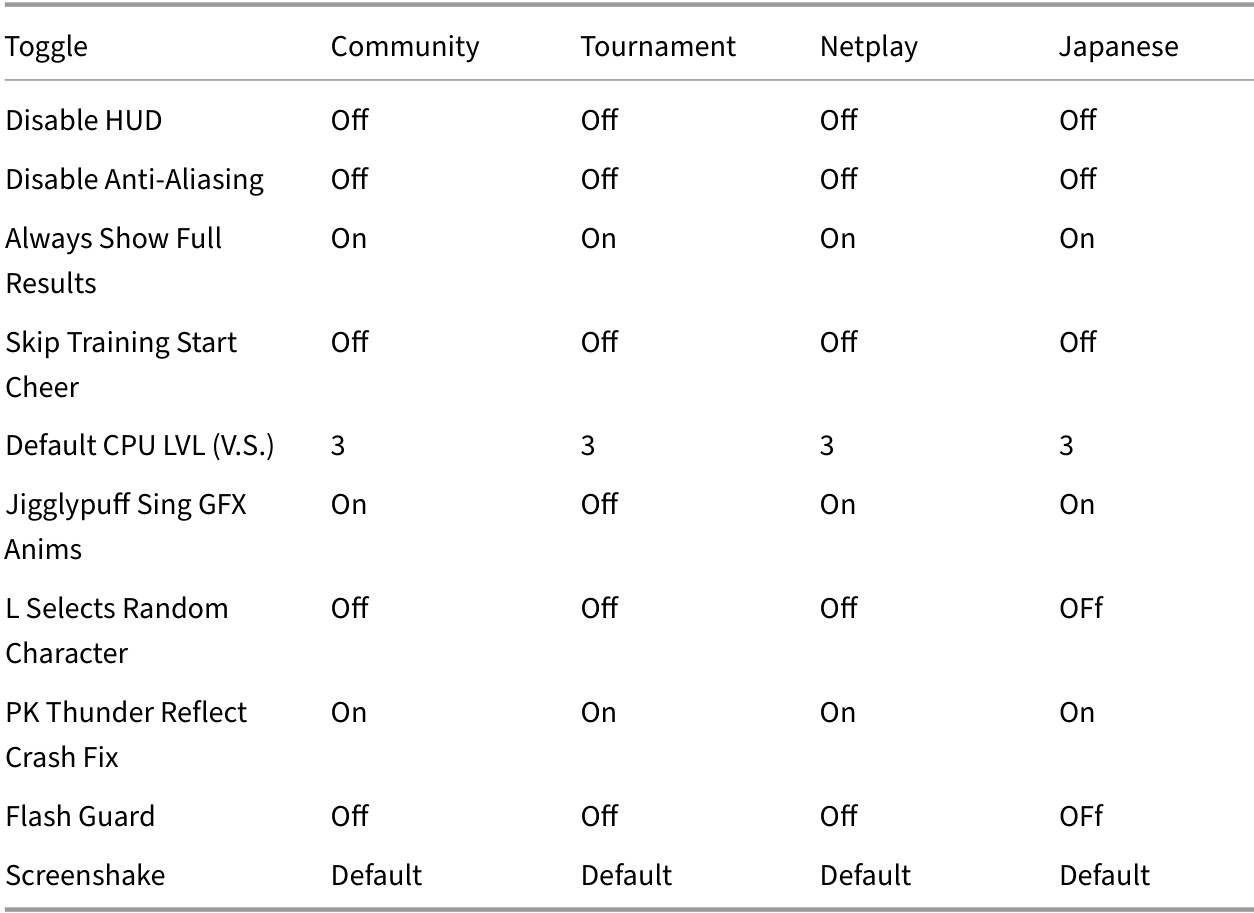 Toggle Community Tournament Netplay Japanese
Disable HUD Off Off Off Off
Disable Anti-Aliasing Off Off Off Off
Always Show Full On On On On
Results
Skip Training Start Off Off Off Off
Cheer
Default CPU LVL (V.S.) 3 3 3 3
Jigglypuff Sing GFX On Off On On
Anims
L Selects Random Off Off Off OFf
Character
PK Thunder Reflect On On On On
Crash Fix
Flash Guard Off Off Off OFf
Screenshake Default Default Default Default